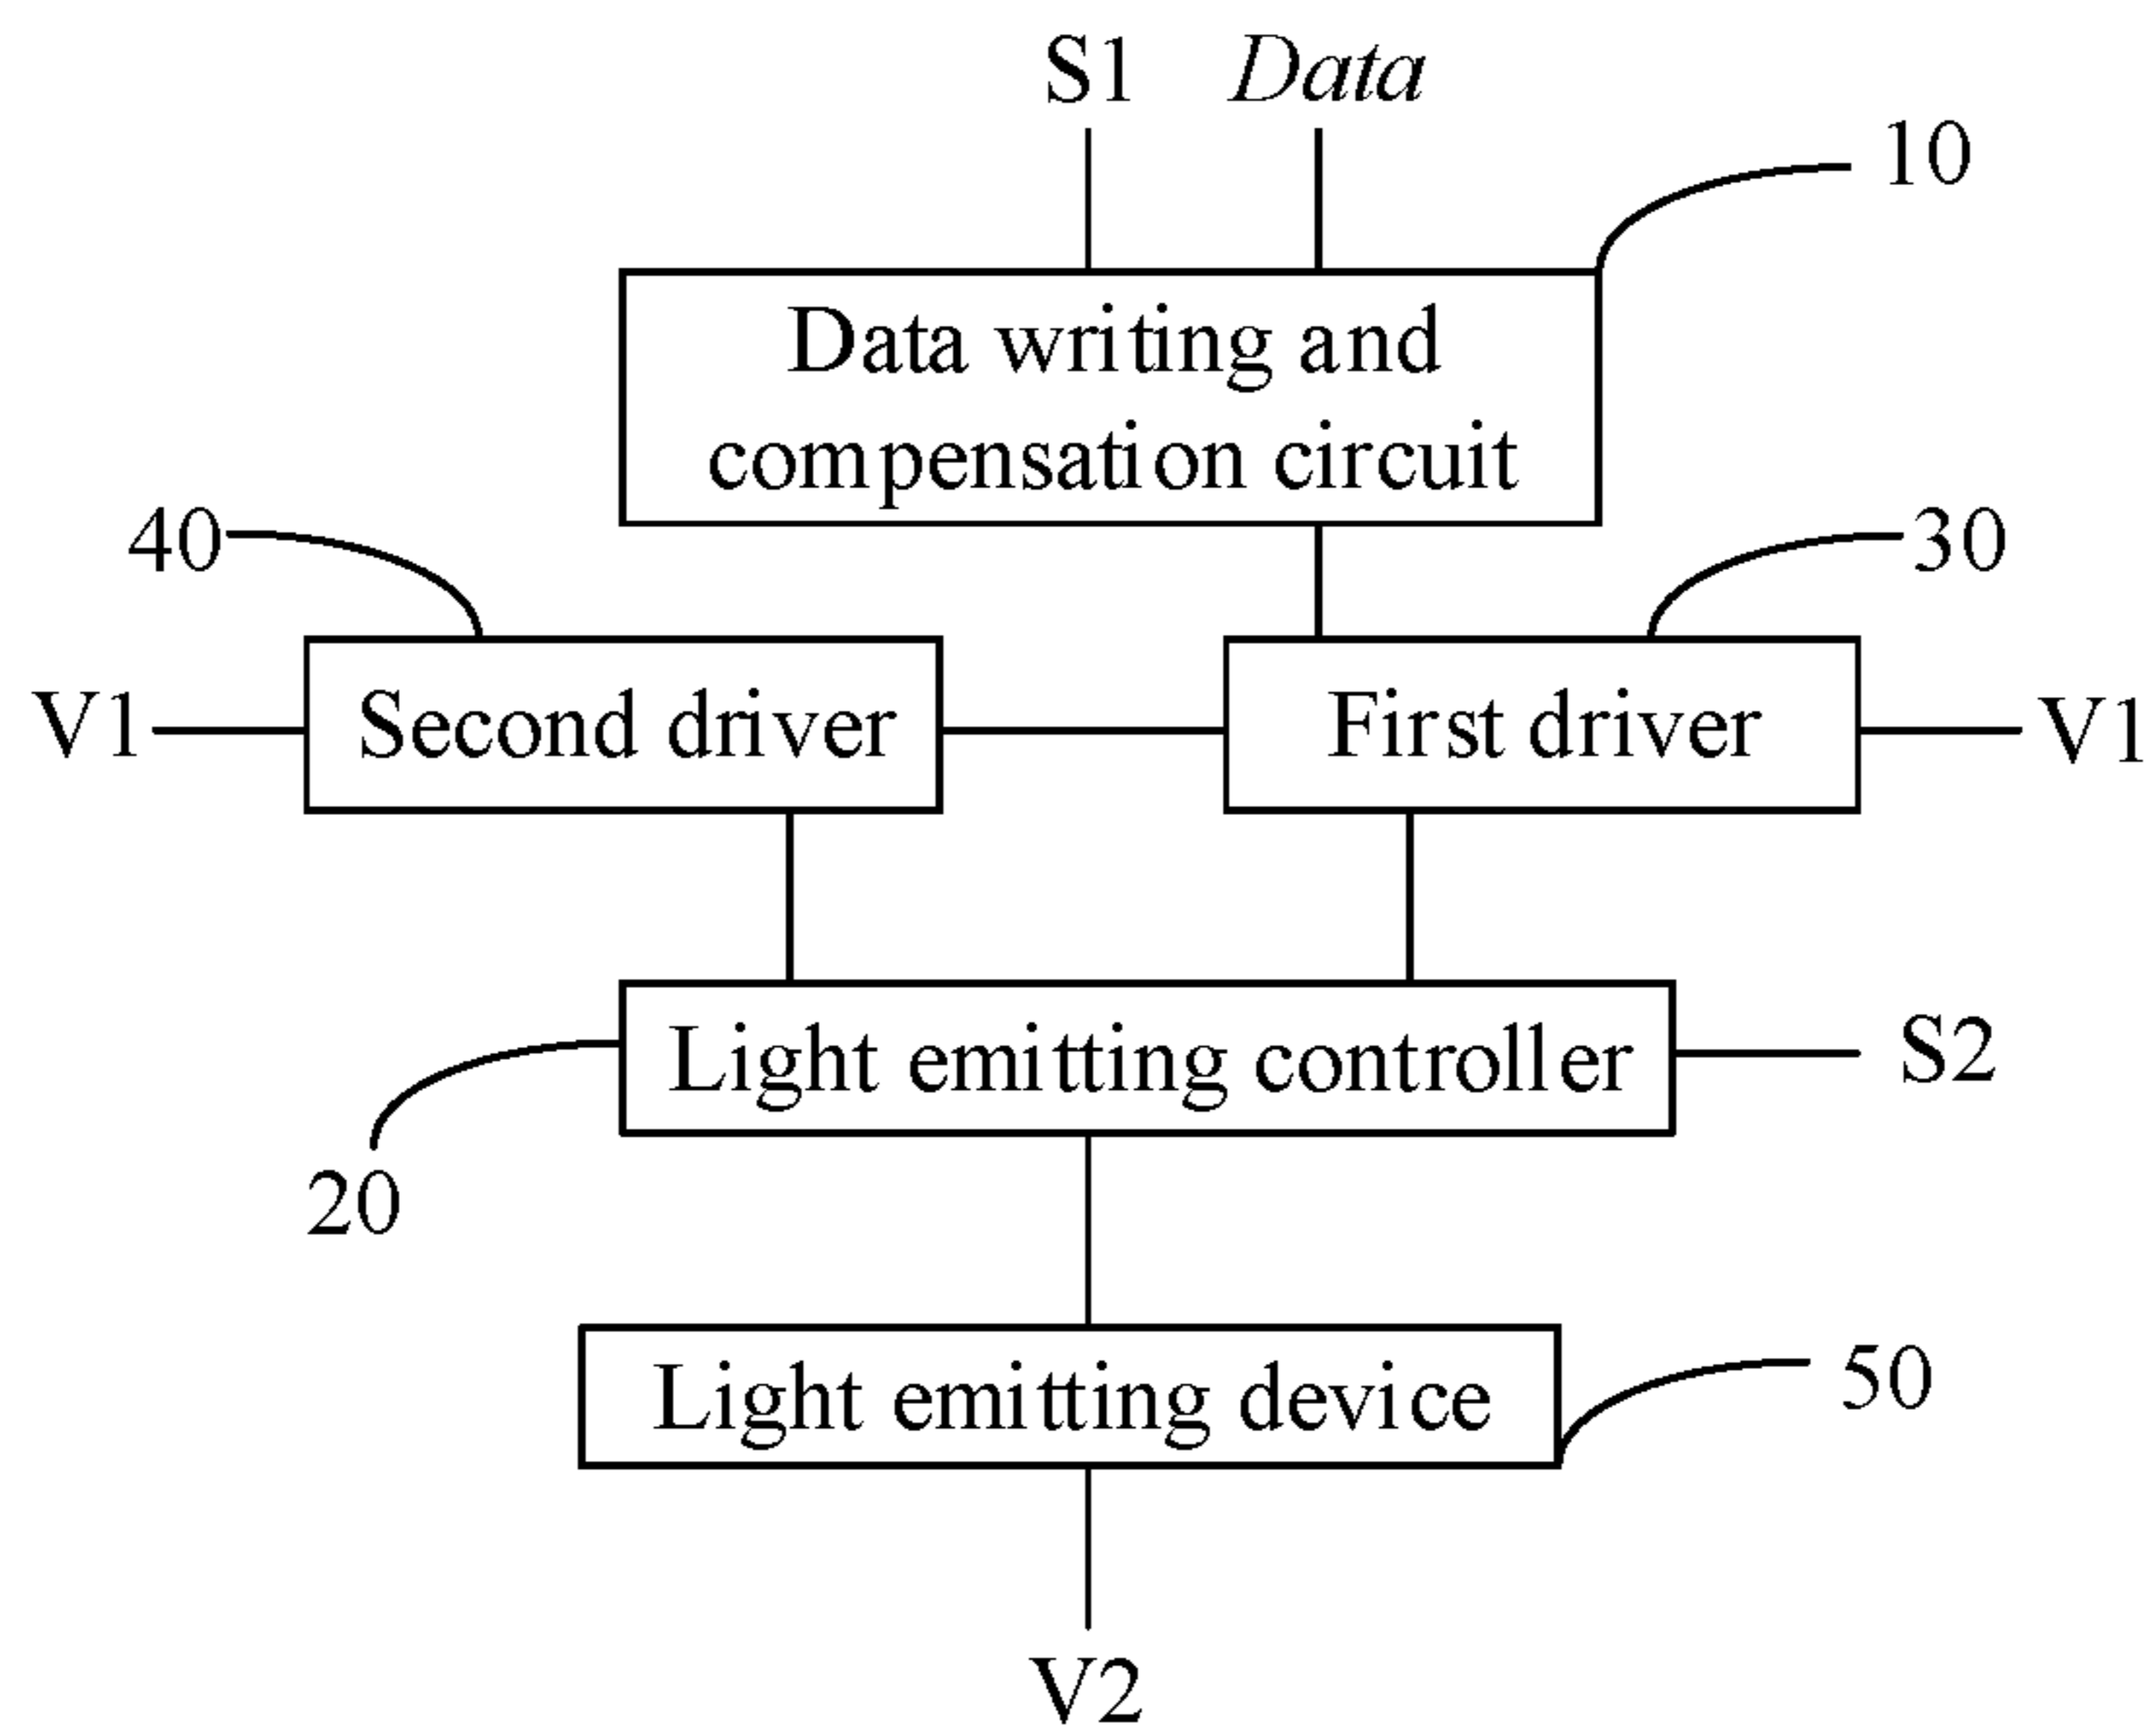 S1 Data
10
Data writing and
compensation circuit
40
30
V1
Second driver
First driver
V1
Light emitting controller
S2
20
Light emitting device
50
V2